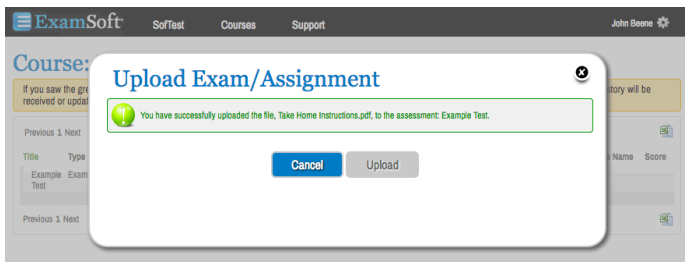 ExamSoft SofTest Courses Support John Beene
Course:
Upload Exam/Assignment
If you saw the gre
story will be
received or updat
You have successfully uploaded the file, Take Home Instructions.pdf, to the assessment: Example Test.
Previous 1 Next
Title Type Name Score
Cancel Upload
Example Exam
Test
Previous 1 Next